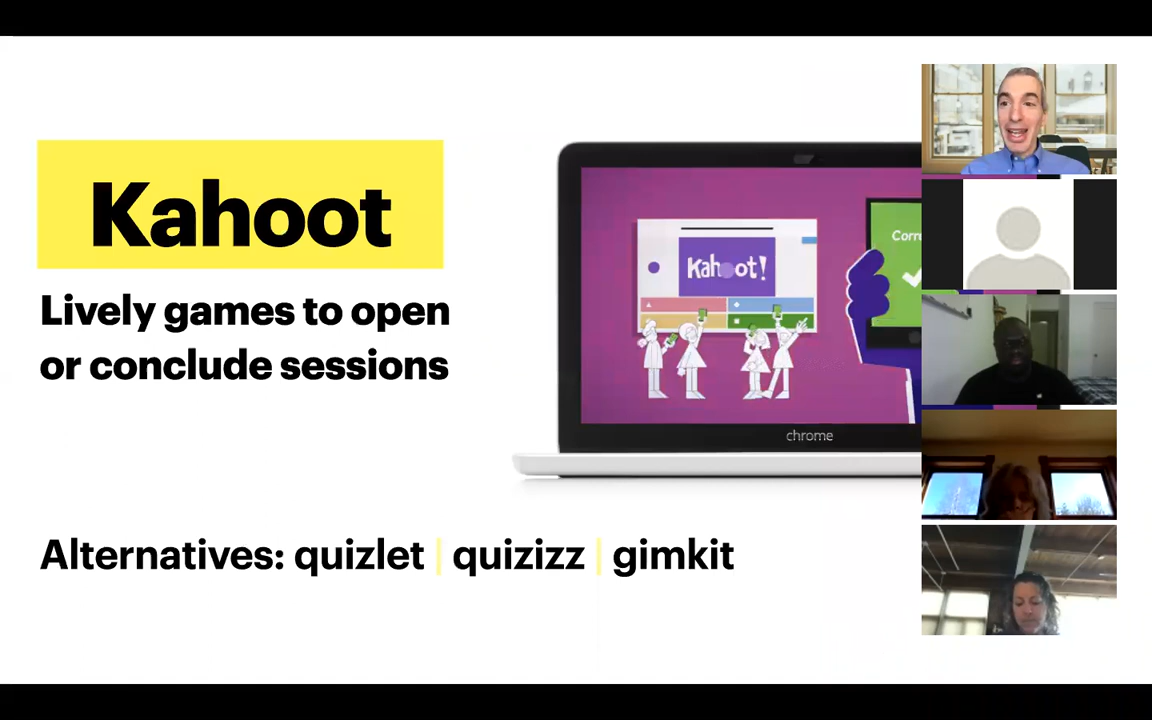 Kahoot
Lively games to open
or conclude sessions
Kahoot!
chrome
Alternatives: quizlet | quizizz | gimkit